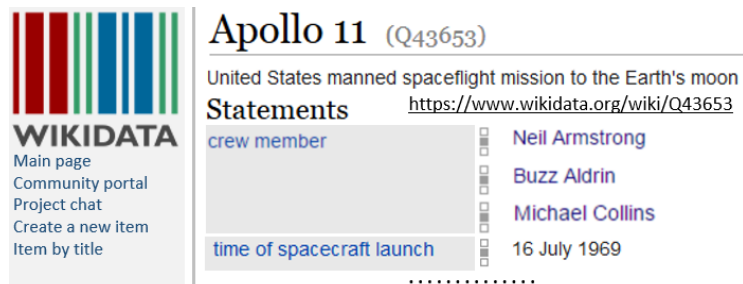 Apollo 11 (Q43653)
United States manned spaceflight mission to the Earth's moon
Statements https://www.wikidata.org/wiki/Q43653
WIKIDATA
Main page
Community portal
Project chat
Create a new item
Item by title
crew member Neil Armstrong
Buzz Aldrin
Michael Collins
time of spacecraft launch 16 July 1969
..............